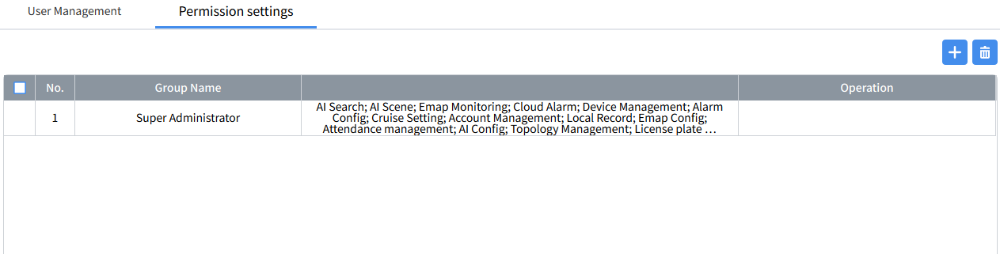 User Management
Permission settings
No.
Group Name
Operation
1
Super Administrator
AI Search; AI Scene; Emap Monitoring; Cloud Alarm; Device Management; Alarm
Config; Cruise Setting; Account Management; Local Record; Emap Config;
Attendance management; AI Config; Topology Management; License plate ...